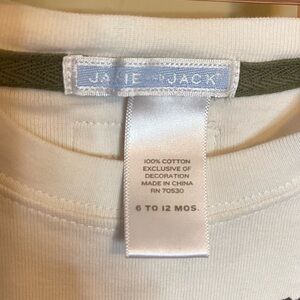 JANIE AND JACK
100% COTTON
EXCLUSIVE OF
DECORATION
MADE IN CHINA
RN 70530
6 TO 12 MOS.